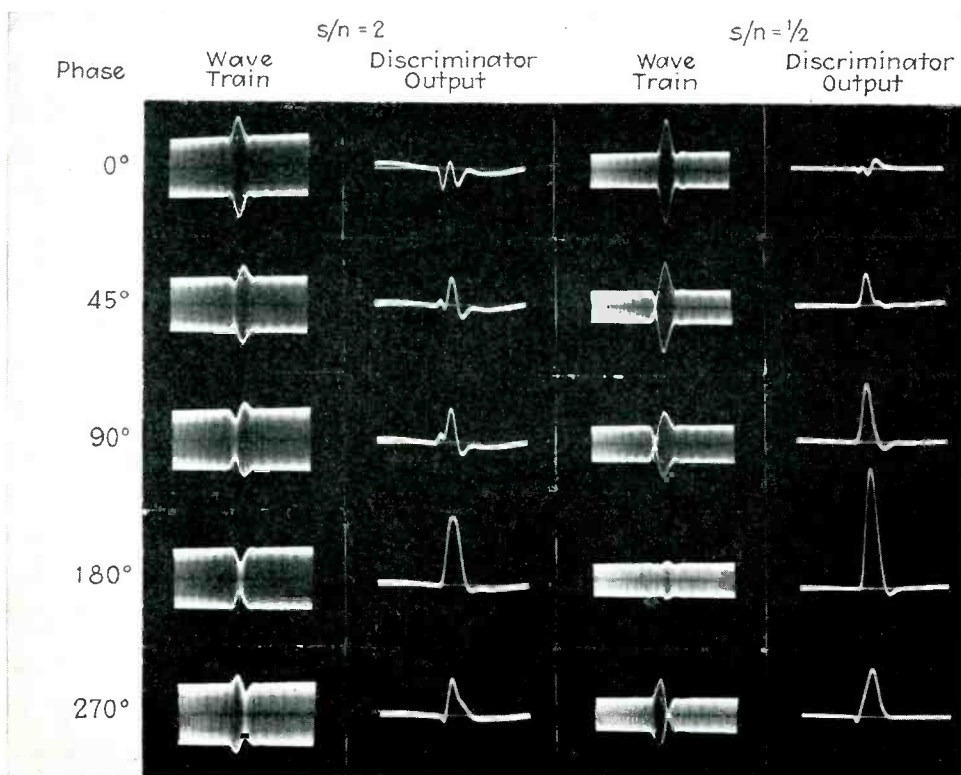 s/n = 2
s/n = ½
Phase
Wave Train
Discriminator Output
Wave Train
Discriminator Output
0°
45°
90°
180°
270°